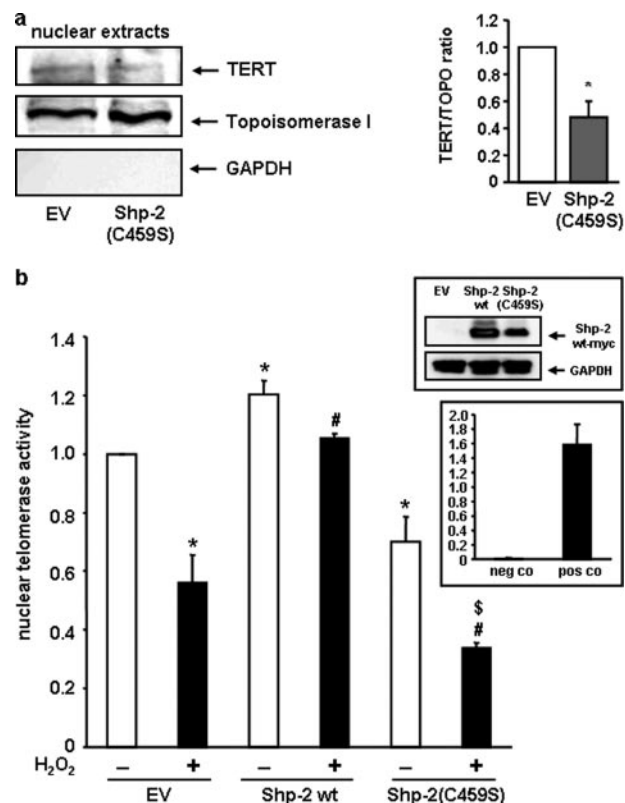 a
nuclear extracts
TERT
Topoisomerase I
GAPDH
EV
Shp-2
(C459S)
TERT/TOPO ratio
1.2
1.0
0.8
0.6
0.4
0.2
0
*
EV
Shp-2
(C459S)
b
nuclear telomerase activity
1.4
1.2
1.0
0.8
0.6
0.4
0.2
0
*
*
#
*
$
#
EV
Shp-2
wt
Shp-2
(C459S)
Shp-2
wt-myc
GAPDH
2.0
1.8
1.6
1.4
1.2
1.0
0.8
0.6
0.4
0.2
0
neg co
pos co
H2O2
– + – + – +
EV
Shp-2 wt
Shp-2(C459S)